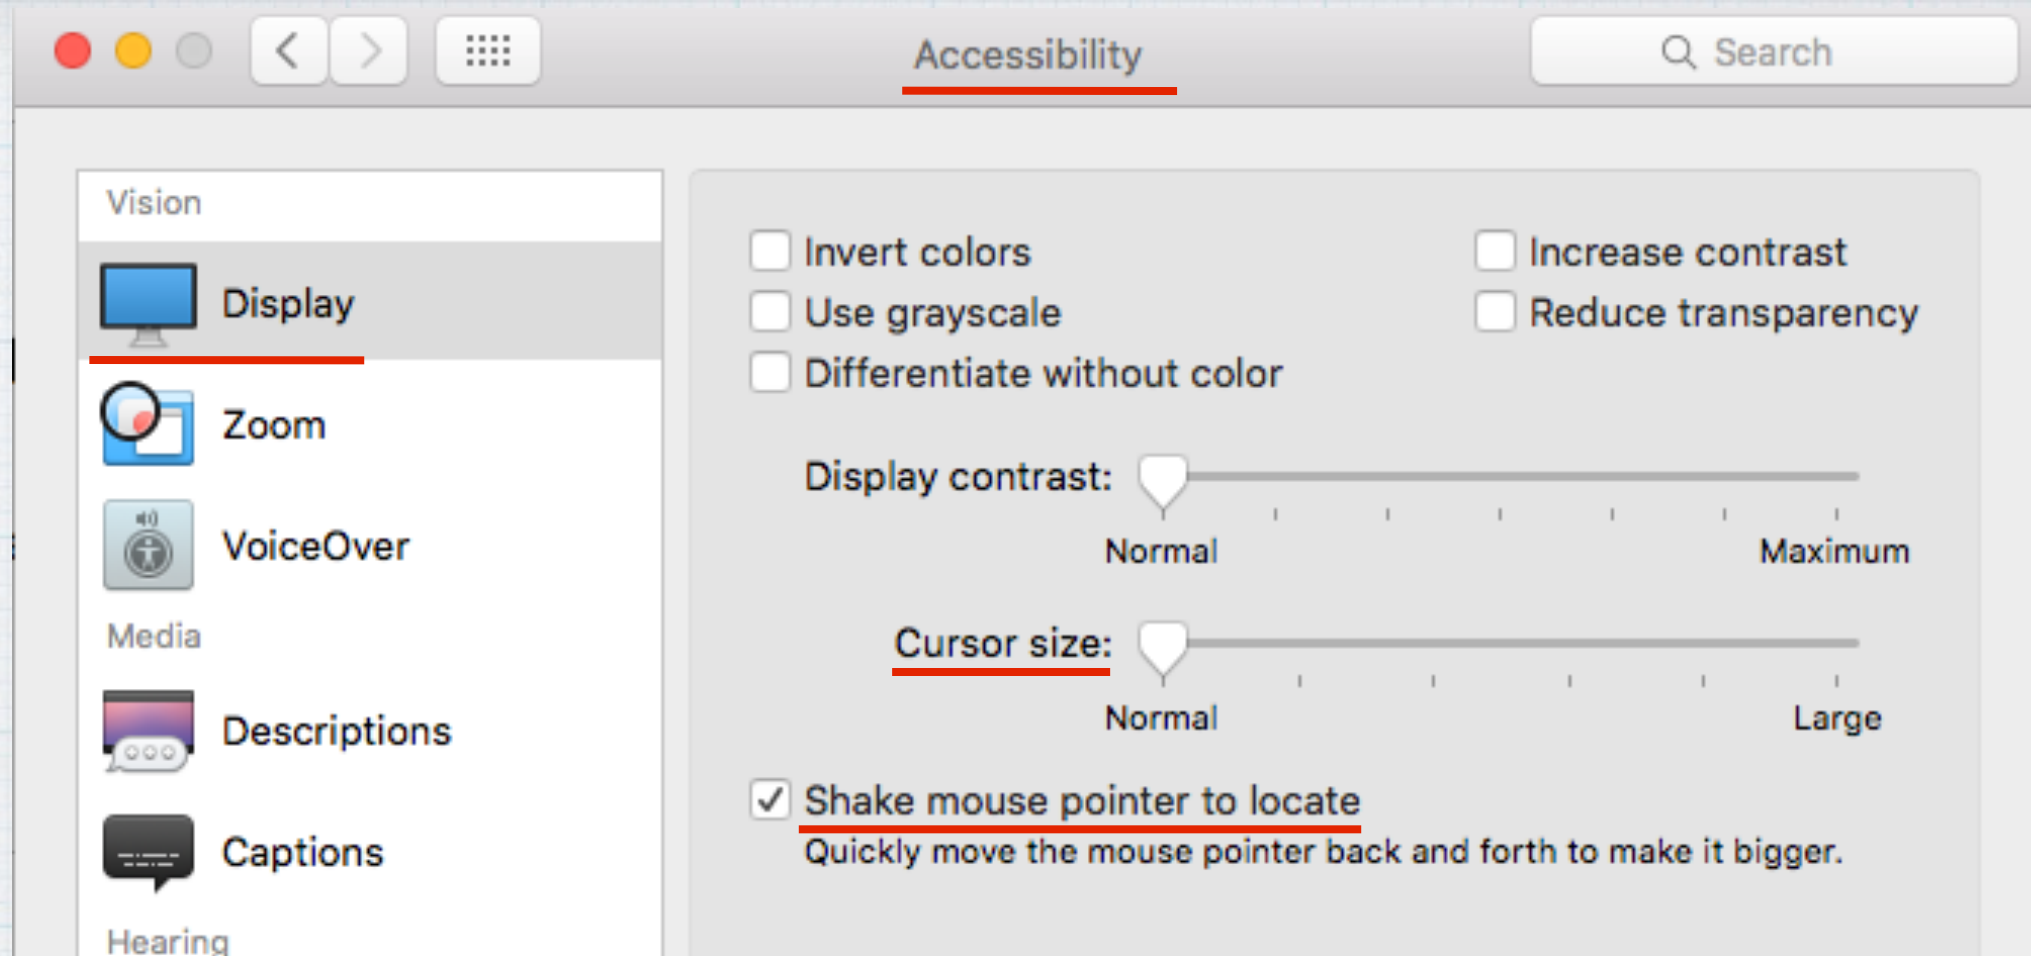 Accessibility
Search
Vision
Display
Zoom
VoiceOver
Media
Descriptions
Captions
Hearing
Invert colors
Increase contrast
Use grayscale
Reduce transparency
Differentiate without color
Display contrast:
Normal
Maximum
Cursor size:
Normal
Large
Shake mouse pointer to locate
Quickly move the mouse pointer back and forth to make it bigger.